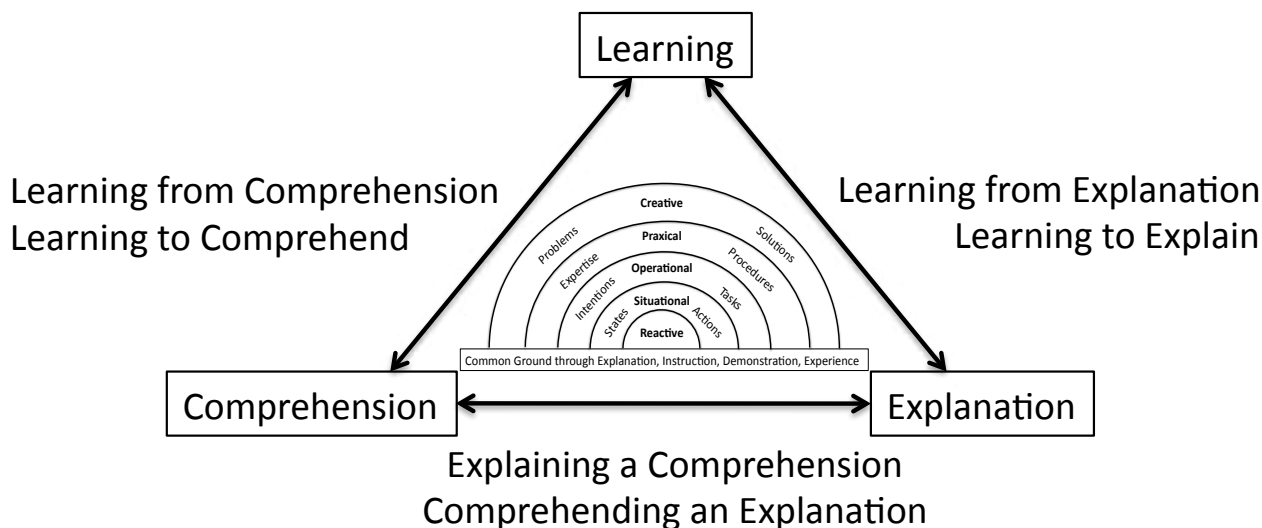 Learning
Learning from Comprehension
Learning to Comprehend
Learning from Explanation
Learning to Explain
Creative
Problems
Solutions
Praxical
Expertise
Procedures
Operational
Intentions
Tasks
Situational
States
Actions
Reactive
Common Ground through Explanation, Instruction, Demonstration, Experience
Comprehension
Explanation
Explaining a Comprehension
Comprehending an Explanation